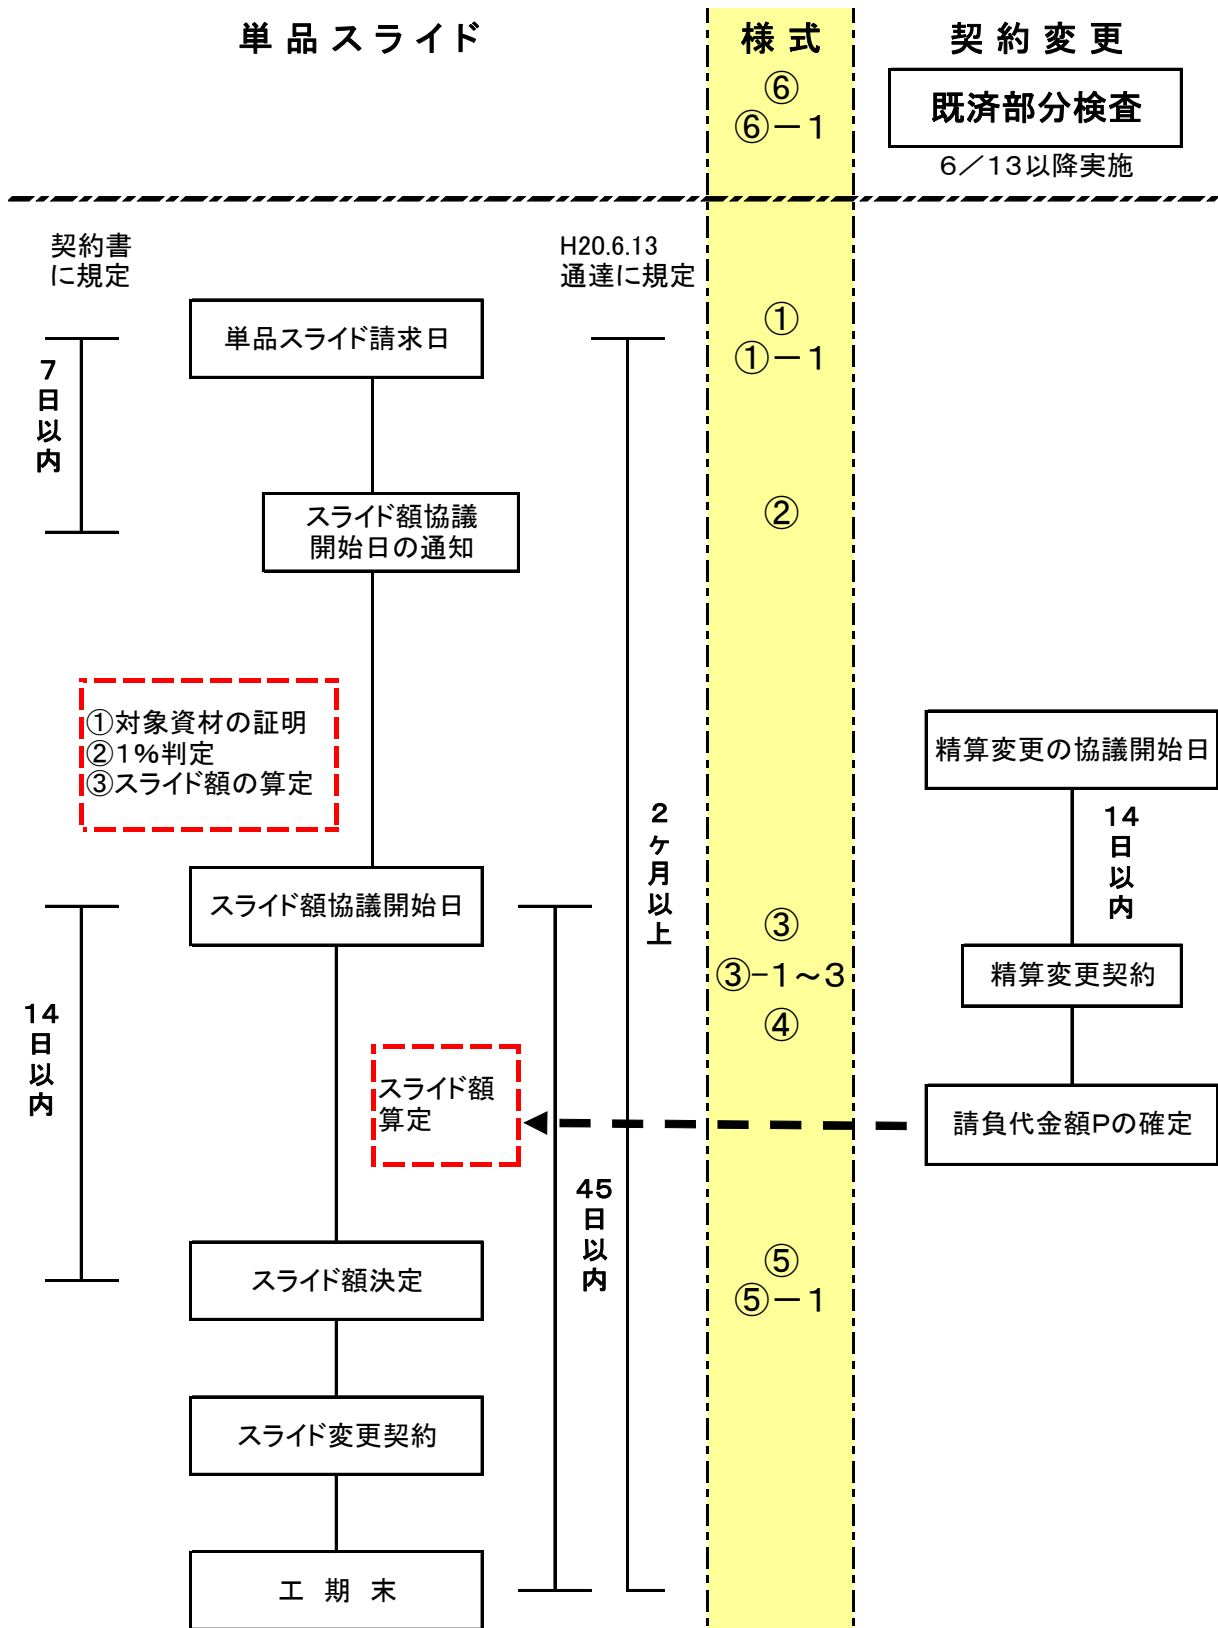 単品スライド
様式
契約変更
⑥
⑥－１
既済部分検査
６／１３以降実施
契約書
に規定
H20.6.13
通達に規定
単品スライド請求日
①
①－１
7
日
以
内
スライド額協議
開始日の通知
②
①対象資材の証明
②１％判定
③スライド額の算定
精算変更の協議開始日
２
ヶ
月
以
上
14
日
以
内
スライド額協議開始日
③
③-１～３
④
精算変更契約
14
日
以
内
スライド額
算定
請負代金額Pの確定
45
日
以
内
スライド額決定
⑤
⑤－１
スライド変更契約
工　期　末